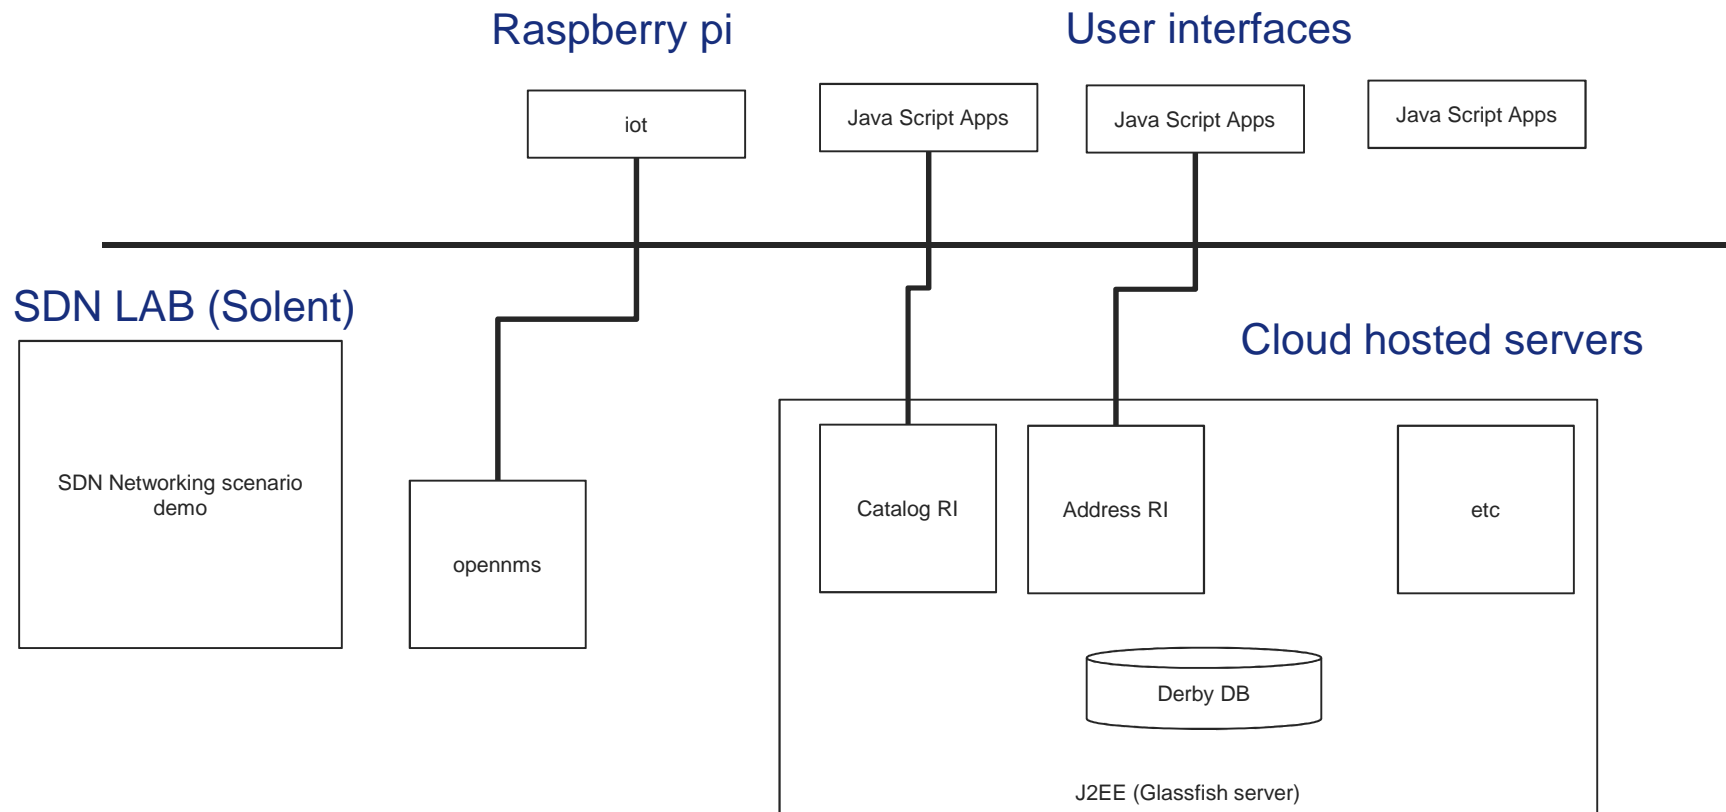 Raspberry pi
User interfaces
iot
Java Script Apps
Java Script Apps
Java Script Apps
SDN LAB (Solent)
Cloud hosted servers
SDN Networking scenario
demo
opennms
Catalog RI
Address RI
etc
Derby DB
J2EE (Glassfish server)